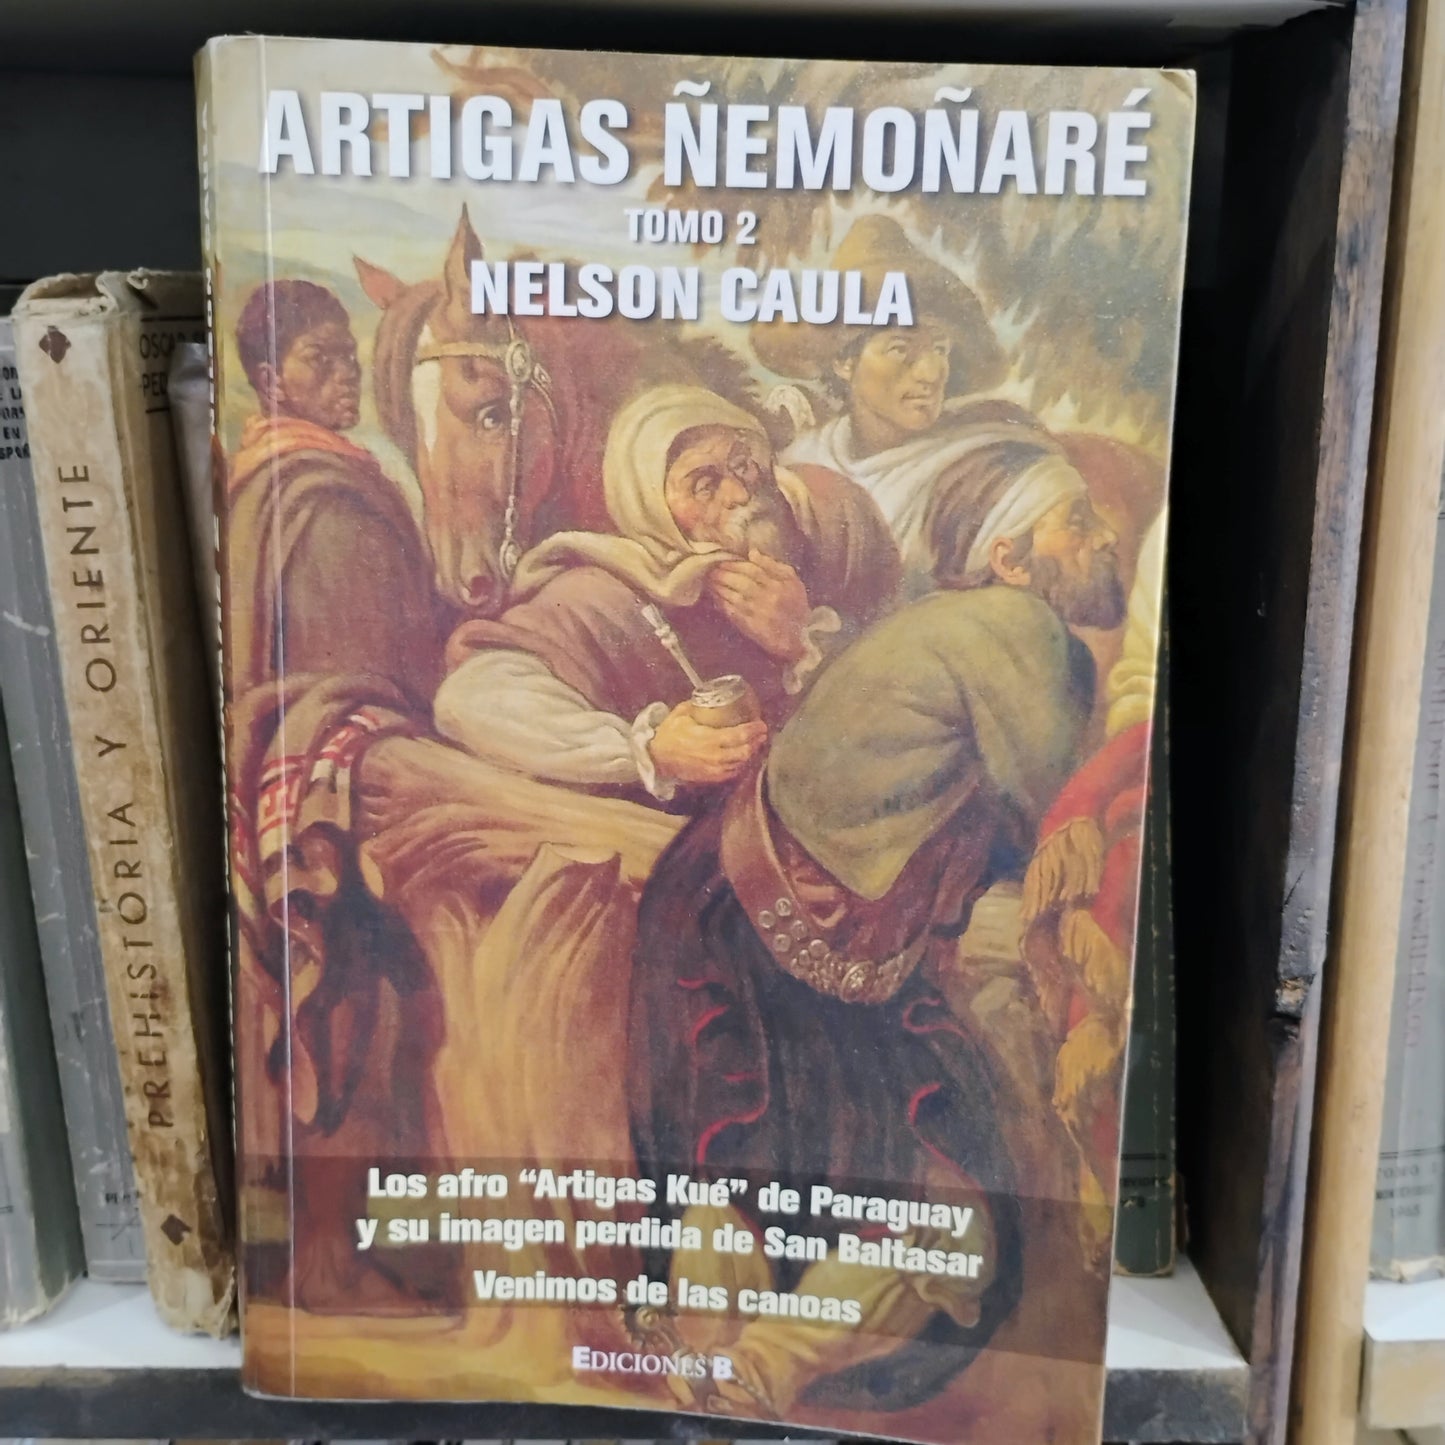 ARTIGAS ÑEMOÑARÉ
TOMO 2
NELSON CAULA
Los afro “Artigas Kué” de Paraguay
y su imagen perdida de San Baltasar
Venimos de las canoas
EDICIONES B
PREHISTORIA Y ORIENTE